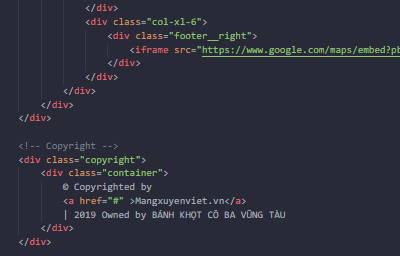 </div>
<div class="col-xl-6">
<div class="footer__right">
<iframe src="https://www.google.com/maps/embed?pb
</div>
</div>
</div>
</div>
</div>
<!-- Copyright -->
<div class="copyright">
<div class="container">
© Copyrighted by
<a href="#" >Mangxuyenviet.vn</a>
| 2019 Owned by BÁNH KHỌT CÔ BA VŨNG TÀU
</div>
</div>